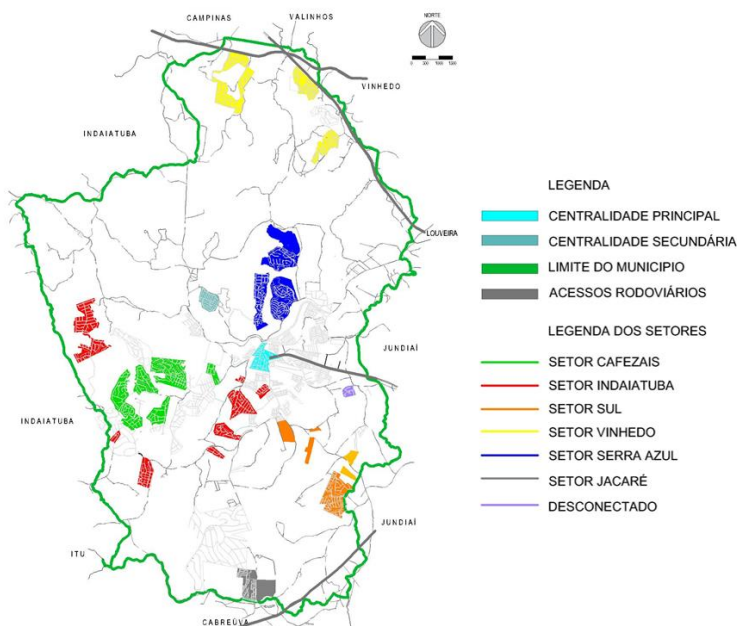 CAMPINAS
VALINHOS
NORTE
VINHEDO
INDAIATUBA
LOUVEIRA
JUNDIAÍ
INDAIATUBA
JUNDIAÍ
ITU
CABREÚVA
LEGENDA
CENTRALIDADE PRINCIPAL
CENTRALIDADE SECUNDÁRIA
LIMITE DO MUNICIPIO
ACESSOS RODOVIÁRIOS
LEGENDA DOS SETORES
SETOR CAFEZAIS
SETOR INDAIATUBA
SETOR SUL
SETOR VINHEDO
SETOR SERRA AZUL
SETOR JACARÉ
DESCONECTADO